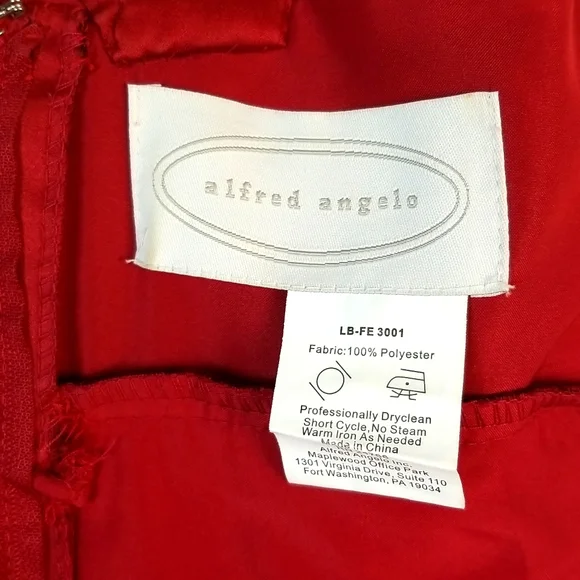 alfred angelo
LB-FE 3001
Fabric:100% Polyester
Professionally Dryclean
Short Cycle,No Steam
Warm Iron As Needed
Made in China
Alfred Angelo Inc.
Maplewood Office Park
1301 Virginia Drive, Suite 110
Fort Washington, PA 19034